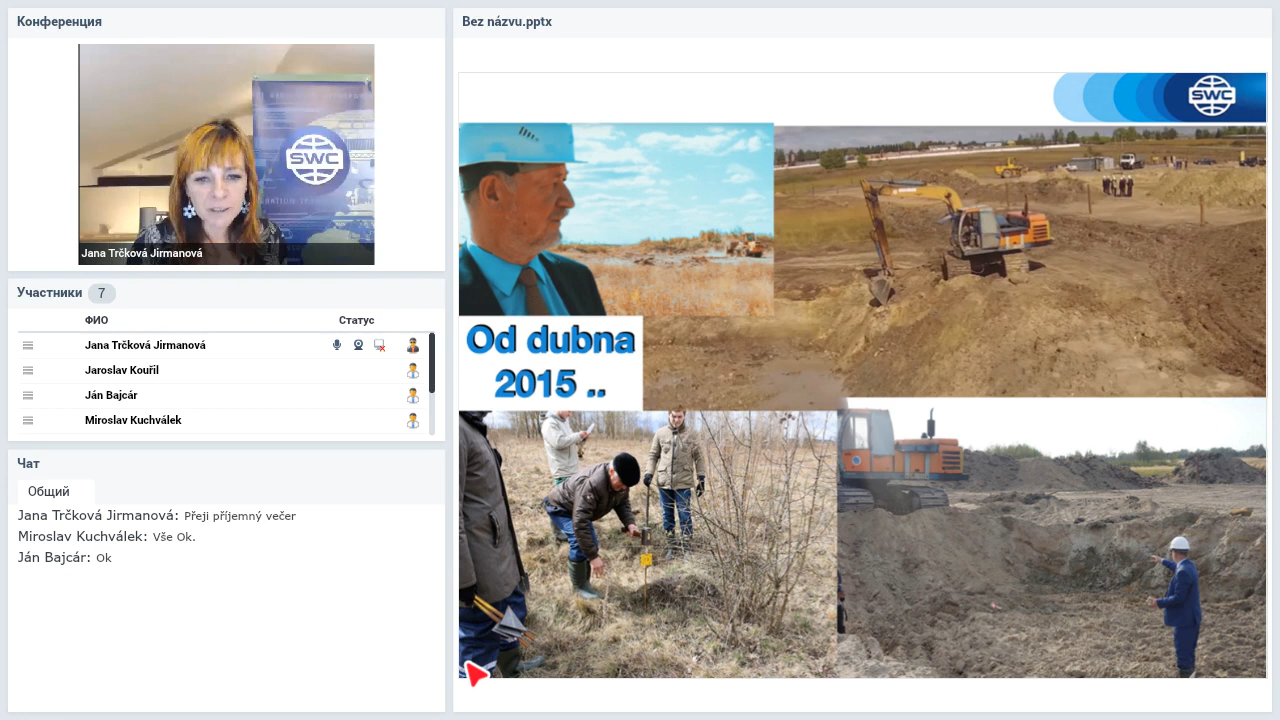 Конференция
SWC
Jana Trčková Jirmanová
Участники 7
ФИО Статус
Jana Trčková Jirmanová
Jaroslav Kouřil
Ján Bajcár
Miroslav Kuchválek
Чат
Общий
Jana Trčková Jirmanová: Přeji příjemný večer
Miroslav Kuchválek: Vše Ok.
Ján Bajcár: Ok
Bez názvu.pptx
SWC
Od dubna
2015 ..